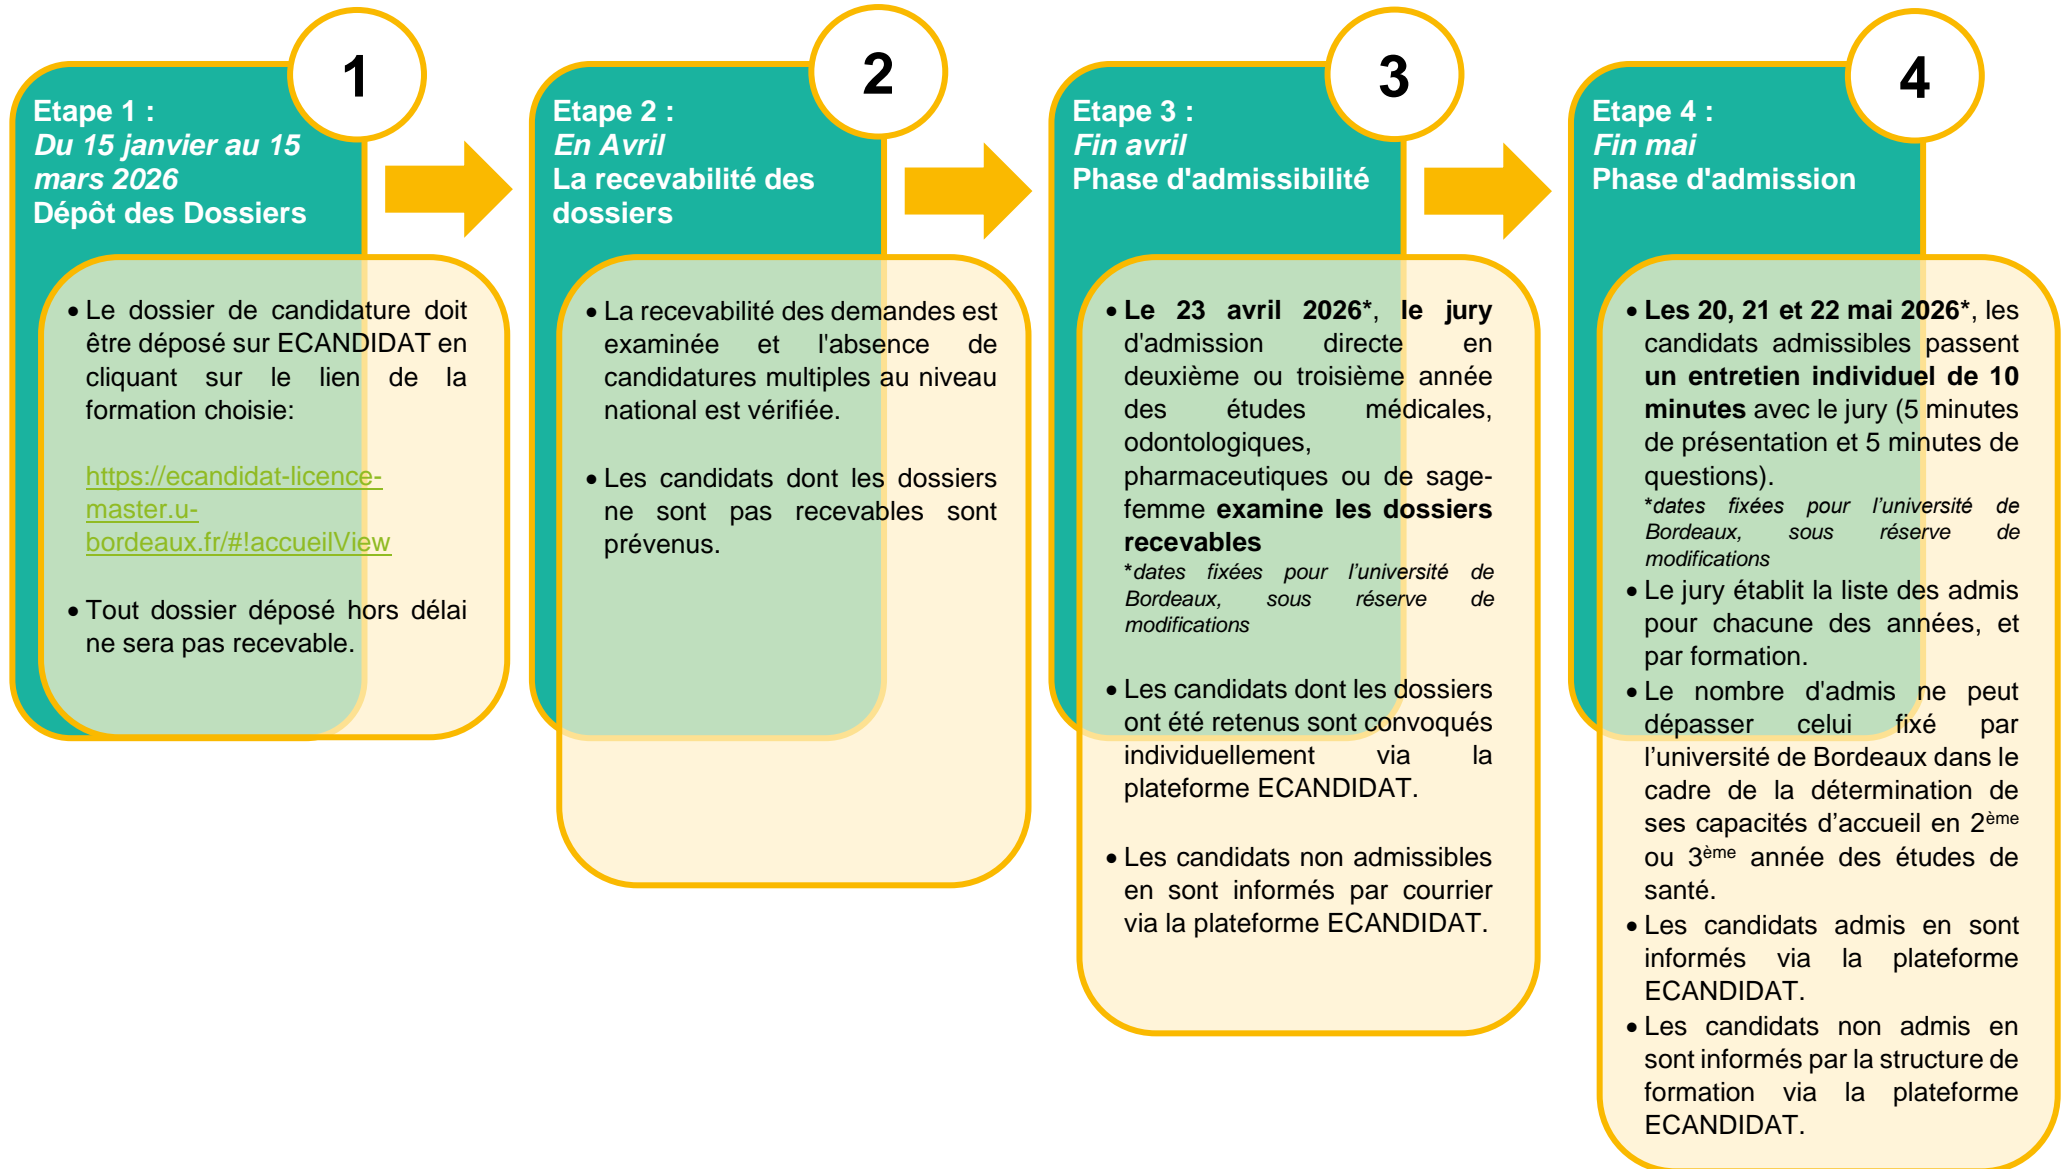 1
Etape 1 :
Du 15 janvier au 15
mars 2026
Dépôt des Dossiers
• Le dossier de candidature doit
être déposé sur ECANDIDAT en
cliquant sur le lien de la
formation choisie:
https://ecandidat-licence-
master.u-
bordeaux.fr/#!accueilView
• Tout dossier déposé hors délai
ne sera pas recevable.
2
Etape 2 :
En Avril
La recevabilité des
dossiers
• La recevabilité des demandes est
examinée et l'absence de
candidatures multiples au niveau
national est vérifiée.
• Les candidats dont les dossiers
ne sont pas recevables sont
prévenus.
3
Etape 3 :
Fin avril
Phase d'admissibilité
• Le 23 avril 2026*, le jury
d'admission directe en
deuxième ou troisième année
des études médicales,
odontologiques,
pharmaceutiques ou de sage-
femme examine les dossiers
recevables
*dates fixées pour l’université de
Bordeaux, sous réserve de
modifications
• Les candidats dont les dossiers
ont été retenus sont convoqués
individuellement via la
plateforme ECANDIDAT.
• Les candidats non admissibles
en sont informés par courrier
via la plateforme ECANDIDAT.
4
Etape 4 :
Fin mai
Phase d'admission
• Les 20, 21 et 22 mai 2026*, les
candidats admissibles passent
un entretien individuel de 10
minutes avec le jury (5 minutes
de présentation et 5 minutes de
questions).
*dates fixées pour l’université de
Bordeaux, sous réserve de
modifications
• Le jury établit la liste des admis
pour chacune des années, et
par formation.
• Le nombre d'admis ne peut
dépasser celui fixé par
l’université de Bordeaux dans le
cadre de la détermination de
ses capacités d’accueil en 2ème
ou 3ème année des études de
santé.
• Les candidats admis en sont
informés via la plateforme
ECANDIDAT.
• Les candidats non admis en
sont informés par la structure de
formation via la plateforme
ECANDIDAT.